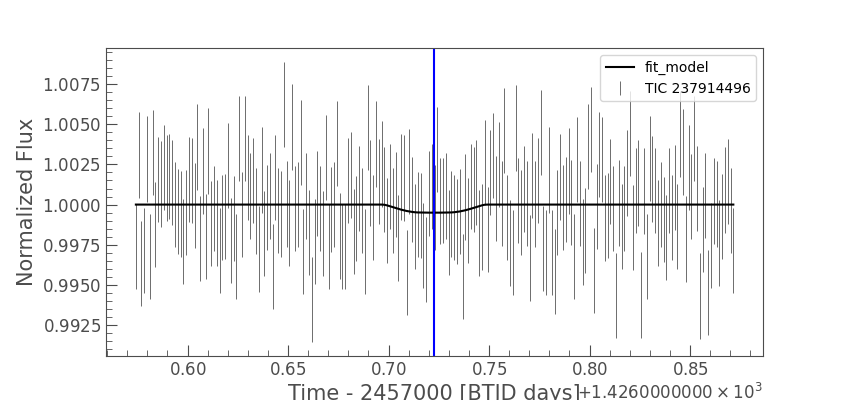 fit_model
TIC 237914496
1.0075
1.0050
1.0025
1.0000
0.9975
0.9950
0.9925
Normalized Flux
0.60 0.65 0.70 0.75 0.80 0.85
Time - 2457000 [BTJD days]
+1.4260000000 × 10³